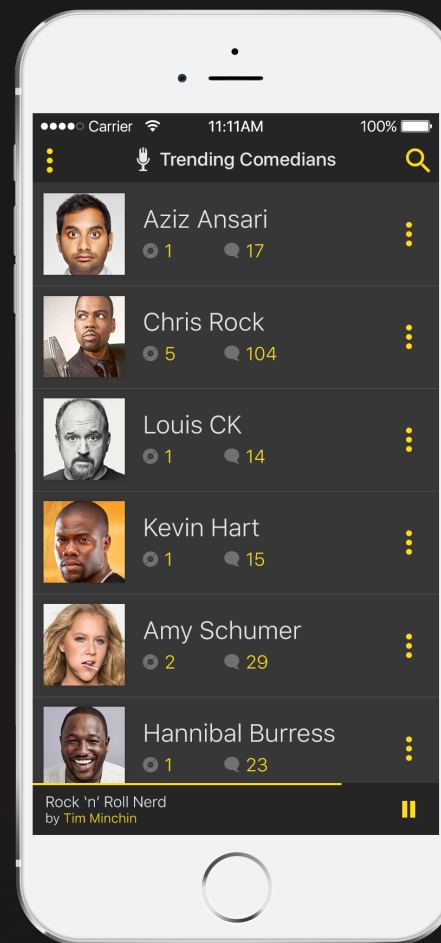 Carrier 11:11AM 100%
Trending Comedians
Aziz Ansari
1 17
Chris Rock
5 104
Louis CK
1 14
Kevin Hart
1 15
Amy Schumer
2 29
Hannibal Burress
1 23
Rock ‘n’ Roll Nerd
by Tim Minchin